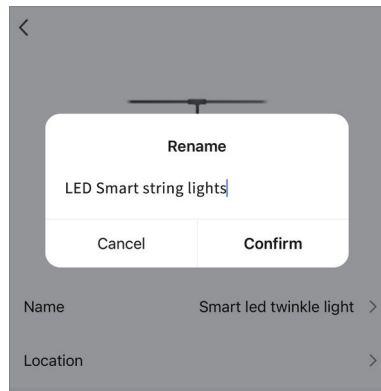 Rename
LED Smart string lights
Cancel Confirm
Name Smart led twinkle light
Location